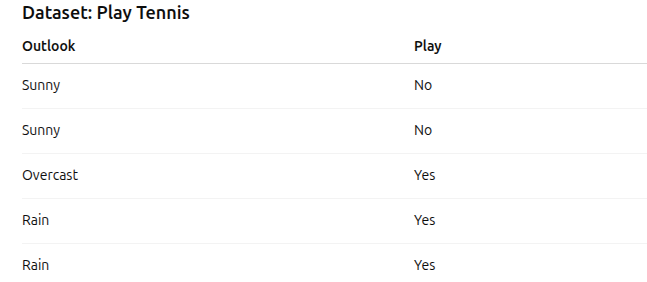 Dataset: Play Tennis
Outlook Play
Sunny No
Sunny No
Overcast Yes
Rain Yes
Rain Yes